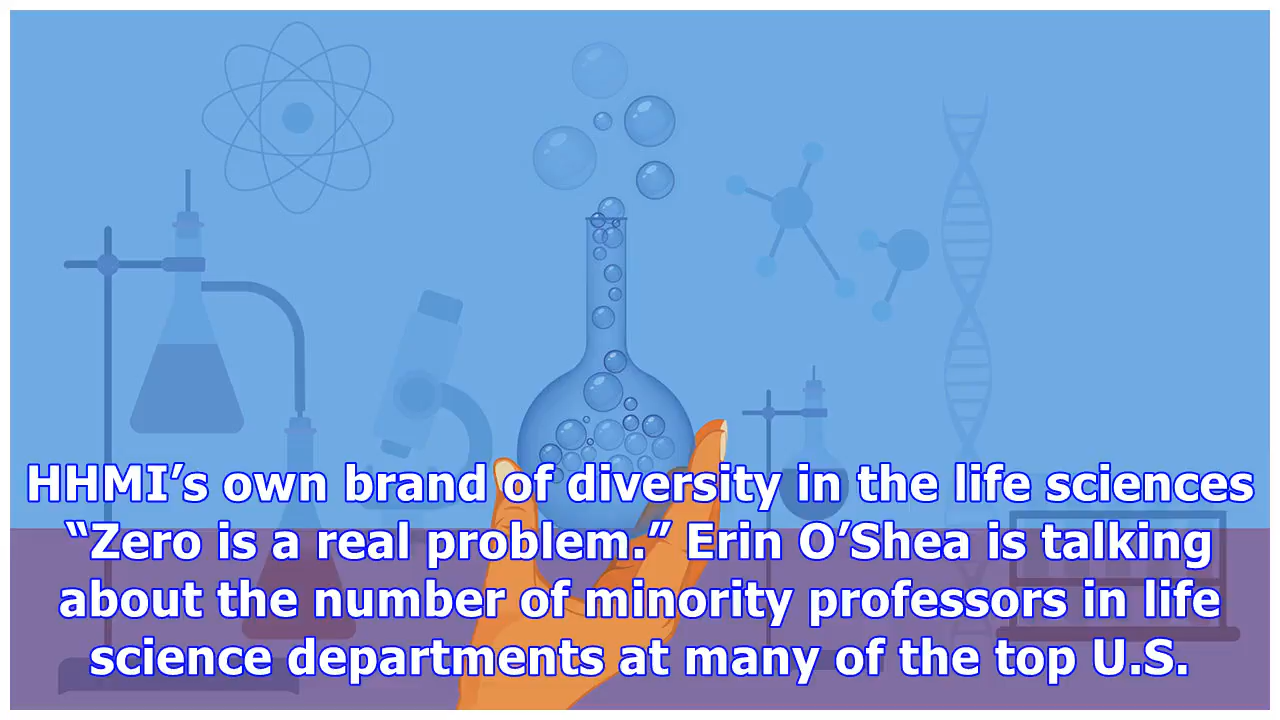 HHMI’s own brand of diversity in the life sciences
“Zero is a real problem.” Erin O’Shea is talking
about the number of minority professors in life
science departments at many of the top U.S.